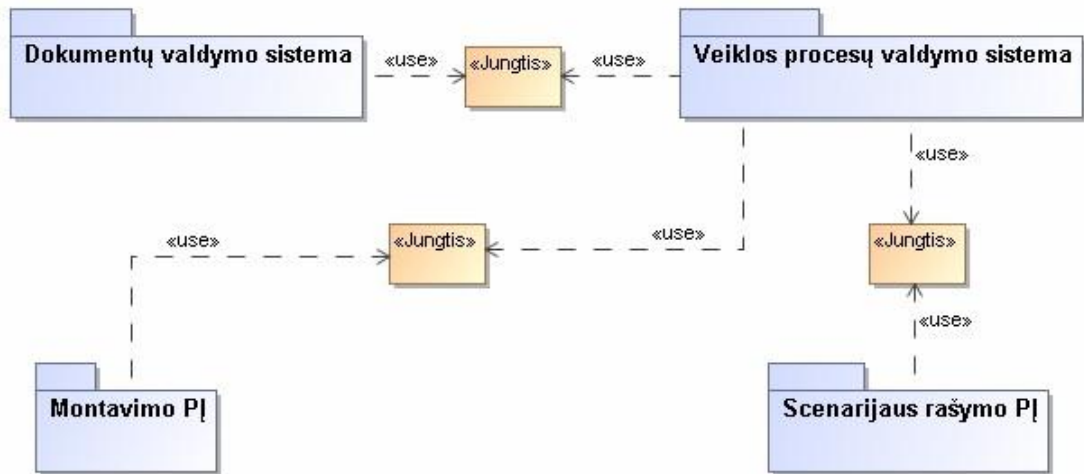 Dokumentų valdymo sistema
«use»
«Jungtis»
«use»
Veiklos procesų valdymo sistema
«use»
«use»
«Jungtis»
«use»
«Jungtis»
«use»
Montavimo PĮ
Scenarijaus rašymo PĮ